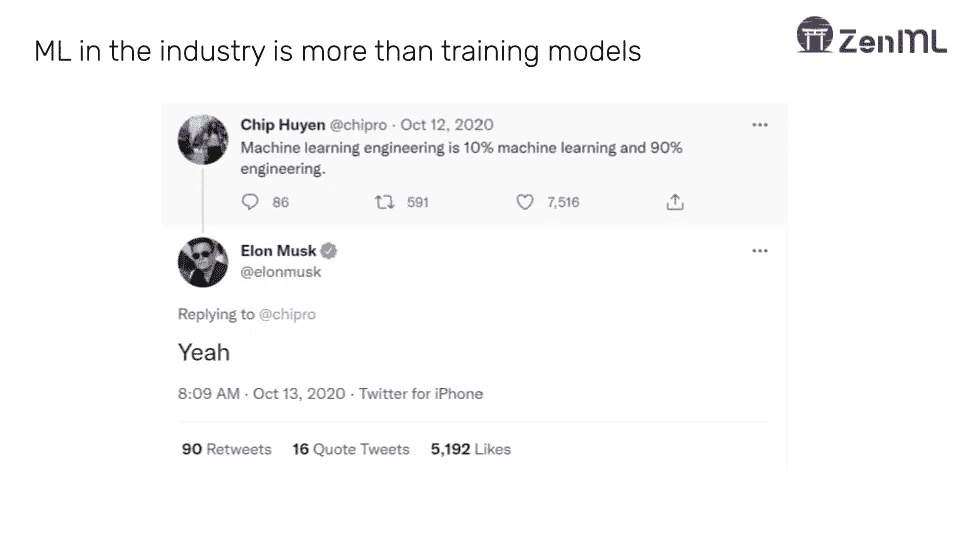 ML in the industry is more than training models
ZenML
Chip Huyen @chipro · Oct 12, 2020
Machine learning engineering is 10% machine learning and 90%
engineering.
86 591 7,516
Elon Musk
@elonmusk
Replying to @chipro
Yeah
8:09 AM · Oct 13, 2020 · Twitter for iPhone
90 Retweets 16 Quote Tweets 5,192 Likes